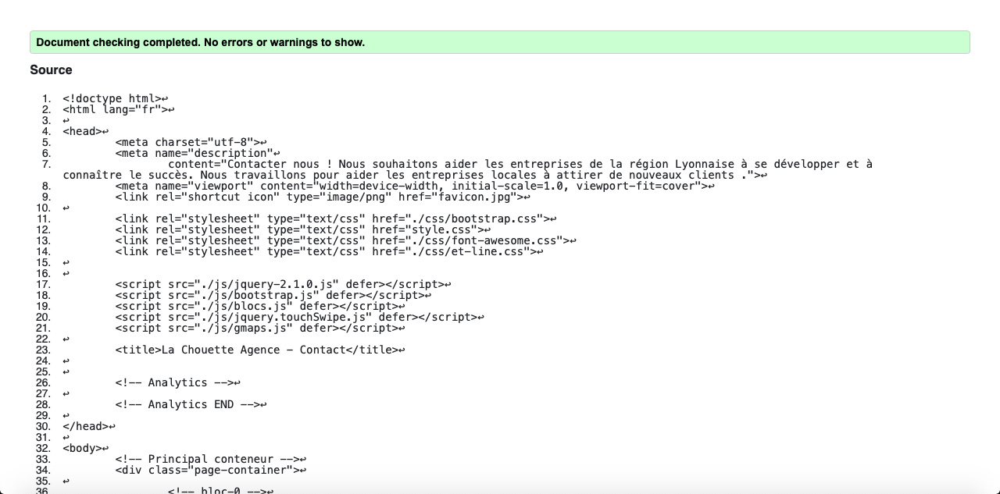 Document checking completed. No errors or warnings to show.
Source
1. <!doctype html>↩
2. <html lang="fr">↩
3. ↩
4. <head>↩
5. <meta charset="utf-8">↩
6. <meta name="description"↩
7. content="Contacter nous ! Nous souhaitons aider les entreprises de la région Lyonnaise à se développer et à
connaître le succès. Nous travaillons pour aider les entreprises locales à attirer de nouveaux clients .">↩
8. <meta name="viewport" content="width=device-width, initial-scale=1.0, viewport-fit=cover">↩
9. <link rel="shortcut icon" type="image/png" href="favicon.jpg">↩
10. ↩
11. <link rel="stylesheet" type="text/css" href="./css/bootstrap.css">↩
12. <link rel="stylesheet" type="text/css" href="style.css">↩
13. <link rel="stylesheet" type="text/css" href="./css/font-awesome.css">↩
14. <link rel="stylesheet" type="text/css" href="./css/et-line.css">↩
15. ↩
16. ↩
17. <script src="./js/jquery-2.1.0.js" defer></script>↩
18. <script src="./js/bootstrap.js" defer></script>↩
19. <script src="./js/blocs.js" defer></script>↩
20. <script src="./js/jquery.touchSwipe.js" defer></script>↩
21. <script src="./js/gmaps.js" defer></script>↩
22. ↩
23. <title>La Chouette Agence - Contact</title>↩
24. ↩
25. ↩
26. <!-- Analytics -->↩
27. ↩
28. <!-- Analytics END -->↩
29. ↩
30. </head>↩
31. ↩
32. <body>↩
33. <!-- Principal conteneur -->↩
34. <div class="page-container">↩
35. ↩
36. <!-- bloc-0 -->↩